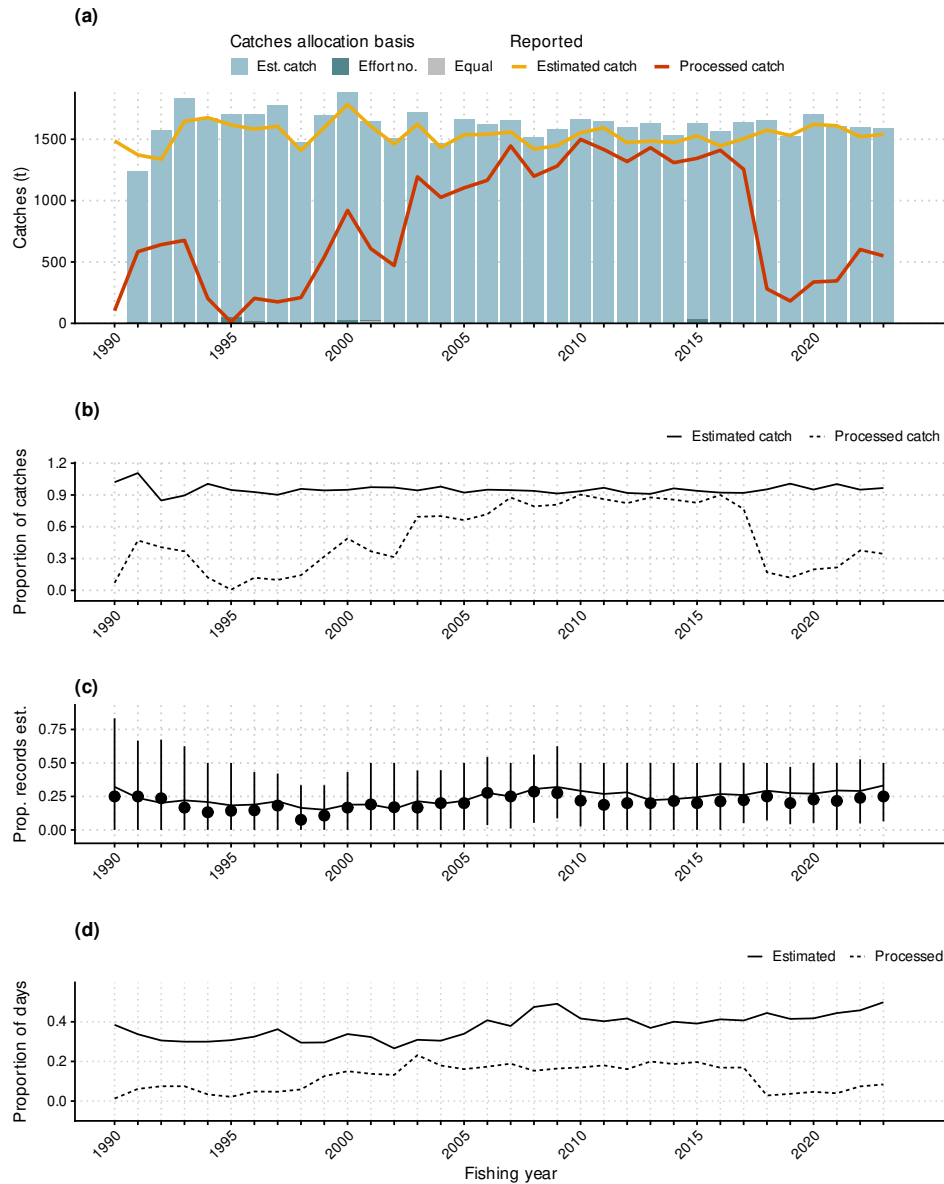 (a)
Catches allocation basis Reported
Est. catch Effort no. Equal Estimated catch Processed catch
Catches (t)
1500
1000
500
0
1990 1995 2000 2005 2010 2015 2020
(b)
Estimated catch Processed catch
Proportion of catches
1.2
0.9
0.6
0.3
0.0
1990 1995 2000 2005 2010 2015 2020
(c)
Prop. records est.
0.75
0.50
0.25
0.00
1990 1995 2000 2005 2010 2015 2020
(d)
Estimated Processed
Proportion of days
0.4
0.2
0.0
1990 1995 2000 2005 2010 2015 2020
Fishing year